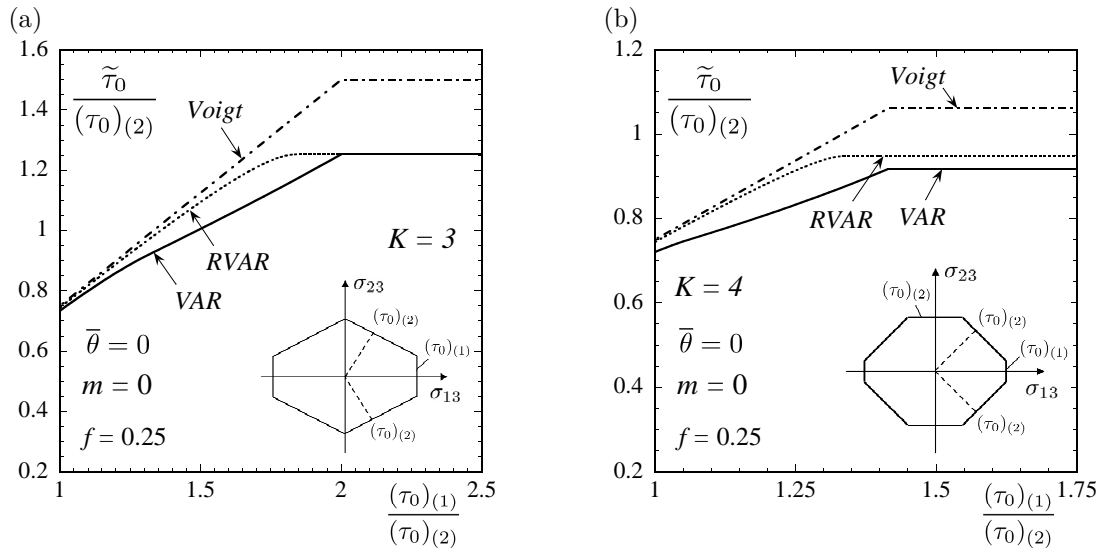 (a)
1.6
1.4
1.2
1
0.8
0.6
0.4
0.2
1
1.5
2
2.5
τ̃₀
(τ₀)₍₂₎
Voigt
RVAR
VAR
K = 3
θ̅ = 0
m = 0
f = 0.25
σ₂₃
(τ₀)₍₂₎
(τ₀)₍₁₎
σ₁₃
(τ₀)₍₂₎
(τ₀)₍₁₎
(τ₀)₍₂₎
(b)
1.2
1
0.8
0.6
0.4
0.2
1
1.25
1.5
1.75
τ̃₀
(τ₀)₍₂₎
Voigt
RVAR
VAR
K = 4
θ̅ = 0
m = 0
f = 0.25
σ₂₃
(τ₀)₍₂₎
(τ₀)₍₂₎
(τ₀)₍₁₎
σ₁₃
(τ₀)₍₂₎
(τ₀)₍₁₎
(τ₀)₍₂₎